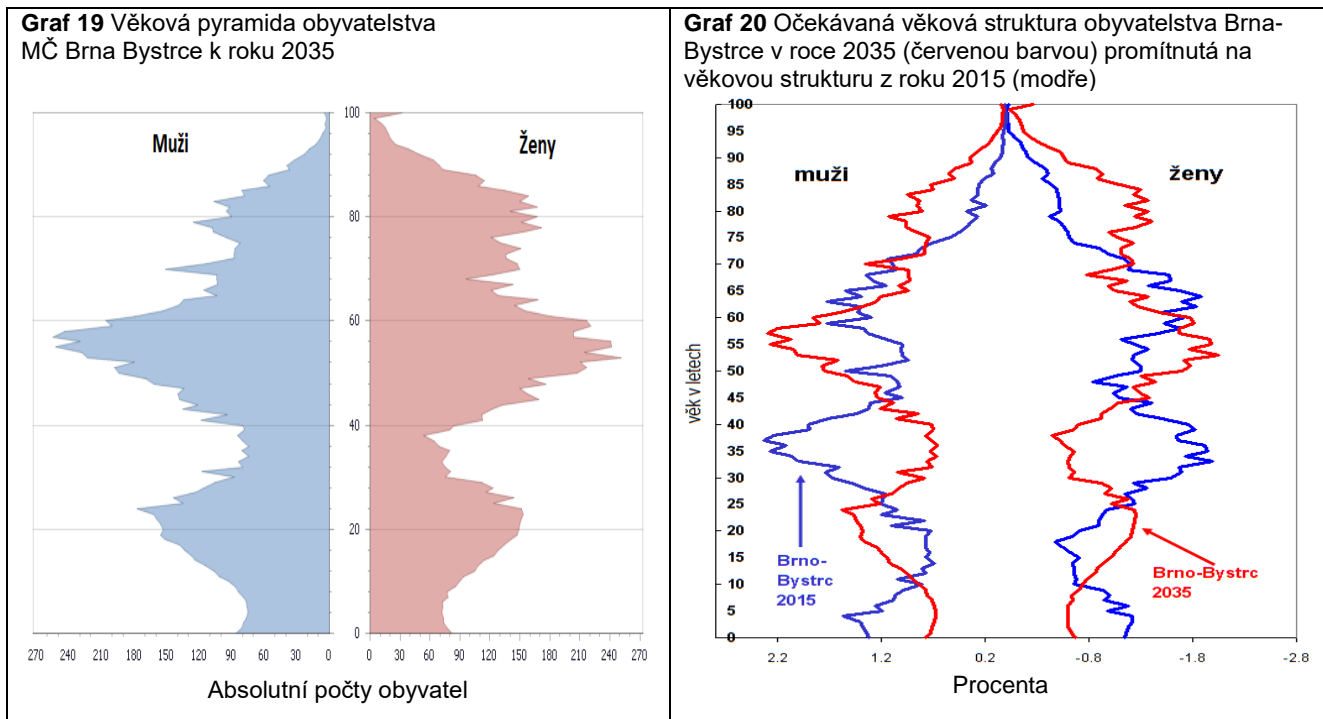 Graf 19 Věková pyramida obyvatelstva
MČ Brna Bystrce k roku 2035
Muži
Ženy
100
80
60
40
20
0
270 240 210 180 150 120 90 60 30 0
0 30 60 90 120 150 180 210 240 270
Absolutní počty obyvatel
Graf 20 Očekávaná věková struktura obyvatelstva Brna-
Bystrce v roce 2035 (červenou barvou) promítnutá na
věkovou strukturu z roku 2015 (modře)
věk v letech
100
95
90
85
80
75
70
65
60
55
50
45
40
35
30
25
20
15
10
5
0
muži
ženy
Brno-
Bystrc
2015
Brno-Bystrc
2035
2.2 1.2 0.2 -0.8 -1.8 -2.8
Procenta